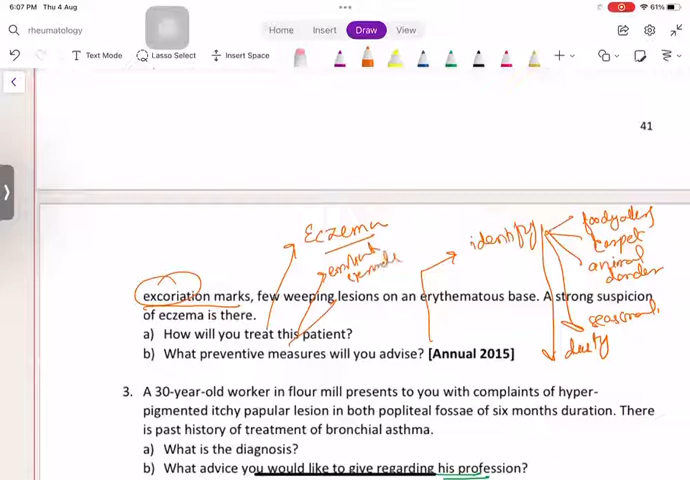 6:07 PM Thu 4 Aug
61%
rheumatology
Home Insert Draw View
Text Mode Lasso Select Insert Space
41
Eczema
identify
food
carpet
animal
dander
seasonal
dusty
excoriation marks, few weeping lesions on an erythematous base. A strong suspicion
of eczema is there.
a) How will you treat this patient?
b) What preventive measures will you advise? [Annual 2015]
3. A 30-year-old worker in flour mill presents to you with complaints of hyper-
pigmented itchy papular lesion in both popliteal fossae of six months duration. There
is past history of treatment of bronchial asthma.
a) What is the diagnosis?
b) What advice you would like to give regarding his profession?